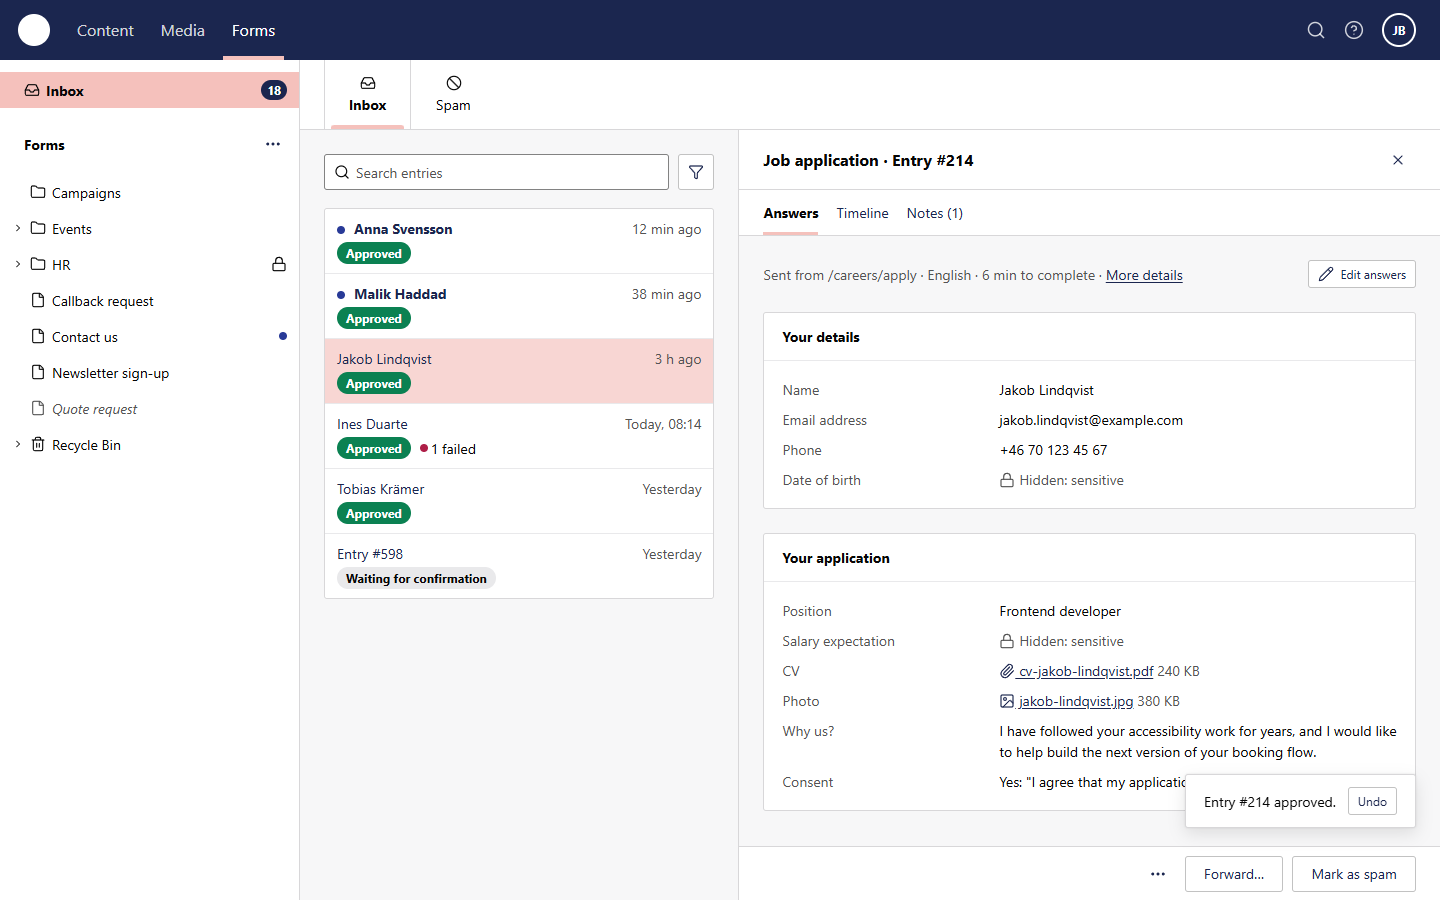 Content Media Forms
JB
Inbox 18
Forms
Campaigns
Events
HR
Callback request
Contact us
Newsletter sign-up
Quote request
Recycle Bin
Inbox
Spam
Search entries
Anna Svensson 12 min ago
Approved
Malik Haddad 38 min ago
Approved
Jakob Lindqvist 3 h ago
Approved
Ines Duarte Today, 08:14
Approved 1 failed
Tobias Krämer Yesterday
Approved
Entry #598 Yesterday
Waiting for confirmation
Job application · Entry #214
Answers Timeline Notes (1)
Sent from /careers/apply · English · 6 min to complete · More details
Edit answers
Your details
Name Jakob Lindqvist
Email address jakob.lindqvist@example.com
Phone +46 70 123 45 67
Date of birth Hidden: sensitive
Your application
Position Frontend developer
Salary expectation Hidden: sensitive
CV cv-jakob-lindqvist.pdf 240 KB
Photo jakob-lindqvist.jpg 380 KB
Why us? I have followed your accessibility work for years, and I would like
to help build the next version of your booking flow.
Consent Yes: "I agree that my
Entry #214 approved. Undo
Forward... Mark as spam